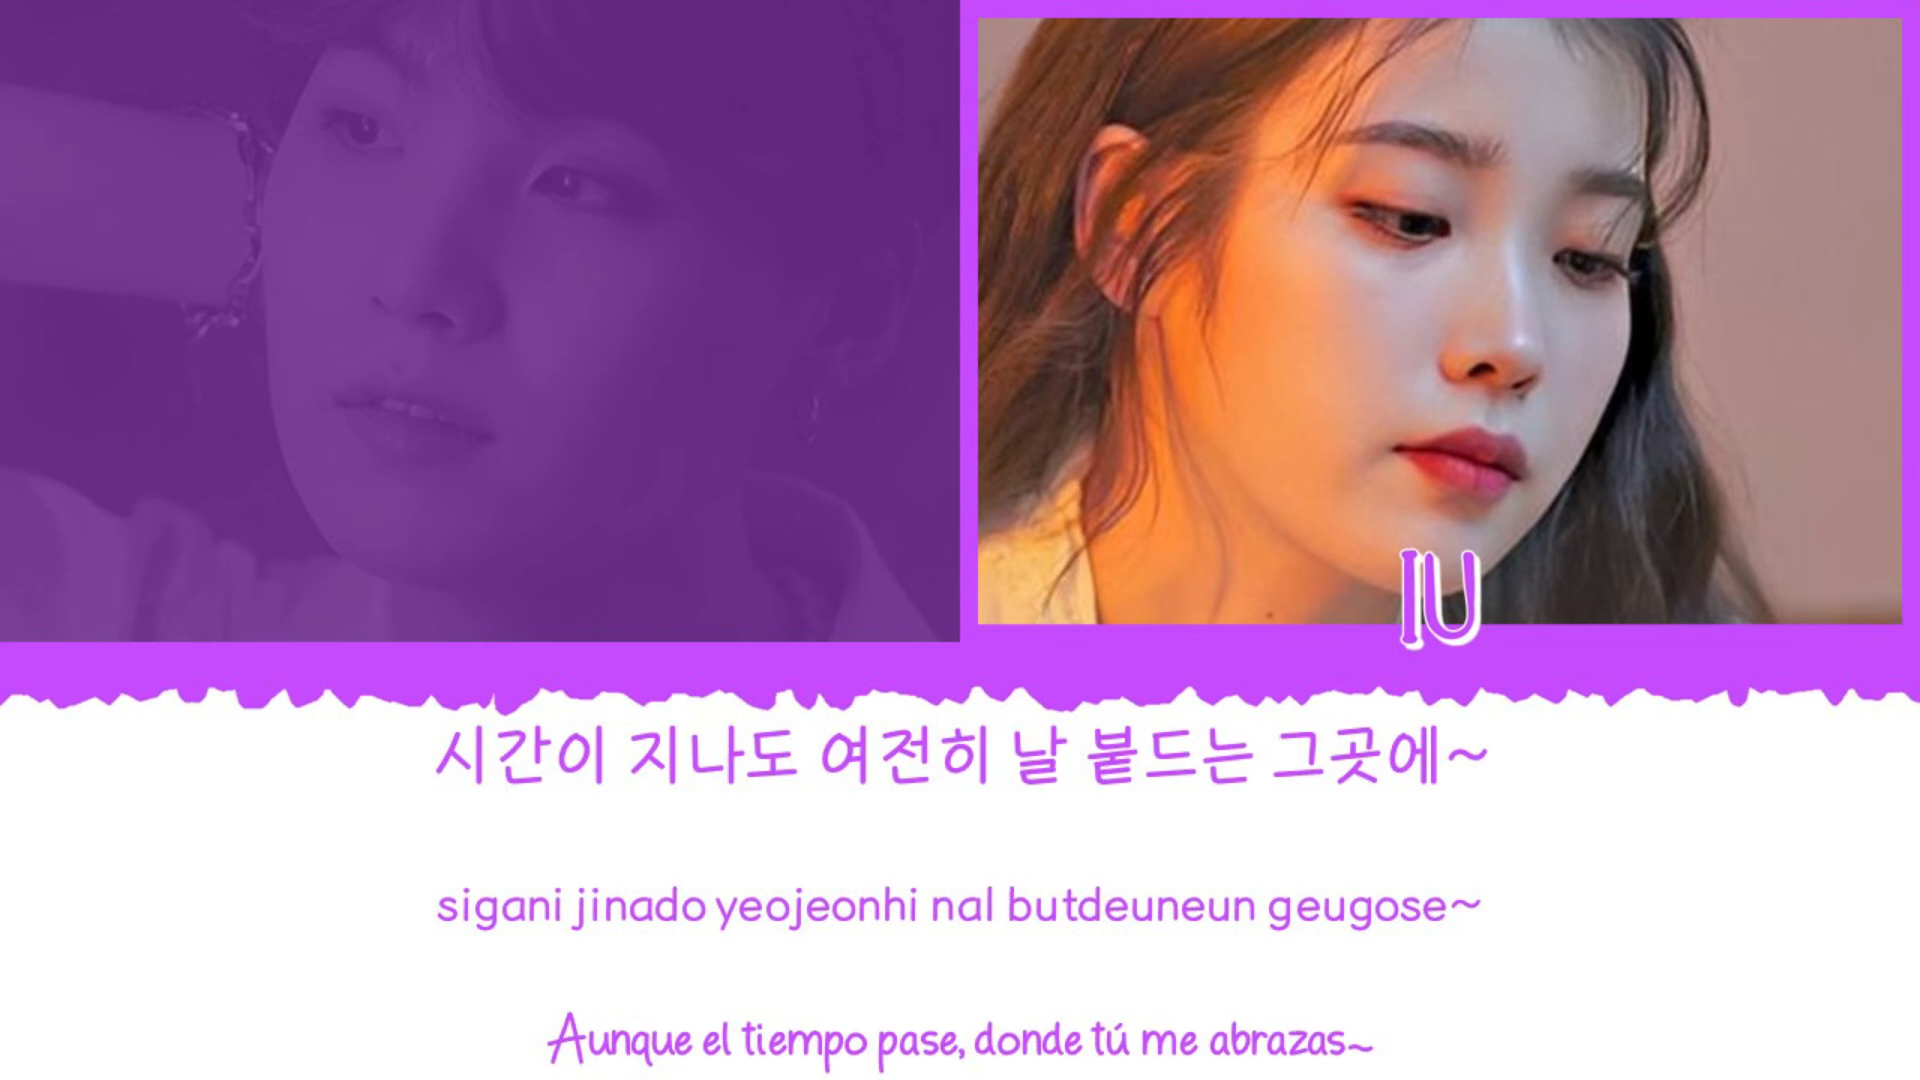 IU
시간이 지나도 여전히 날 붙드는 그곳에~
sigani jinado yeojeonhi nal butdeuneun geugose~
Aunque el tiempo pase, donde tú me abrazas~